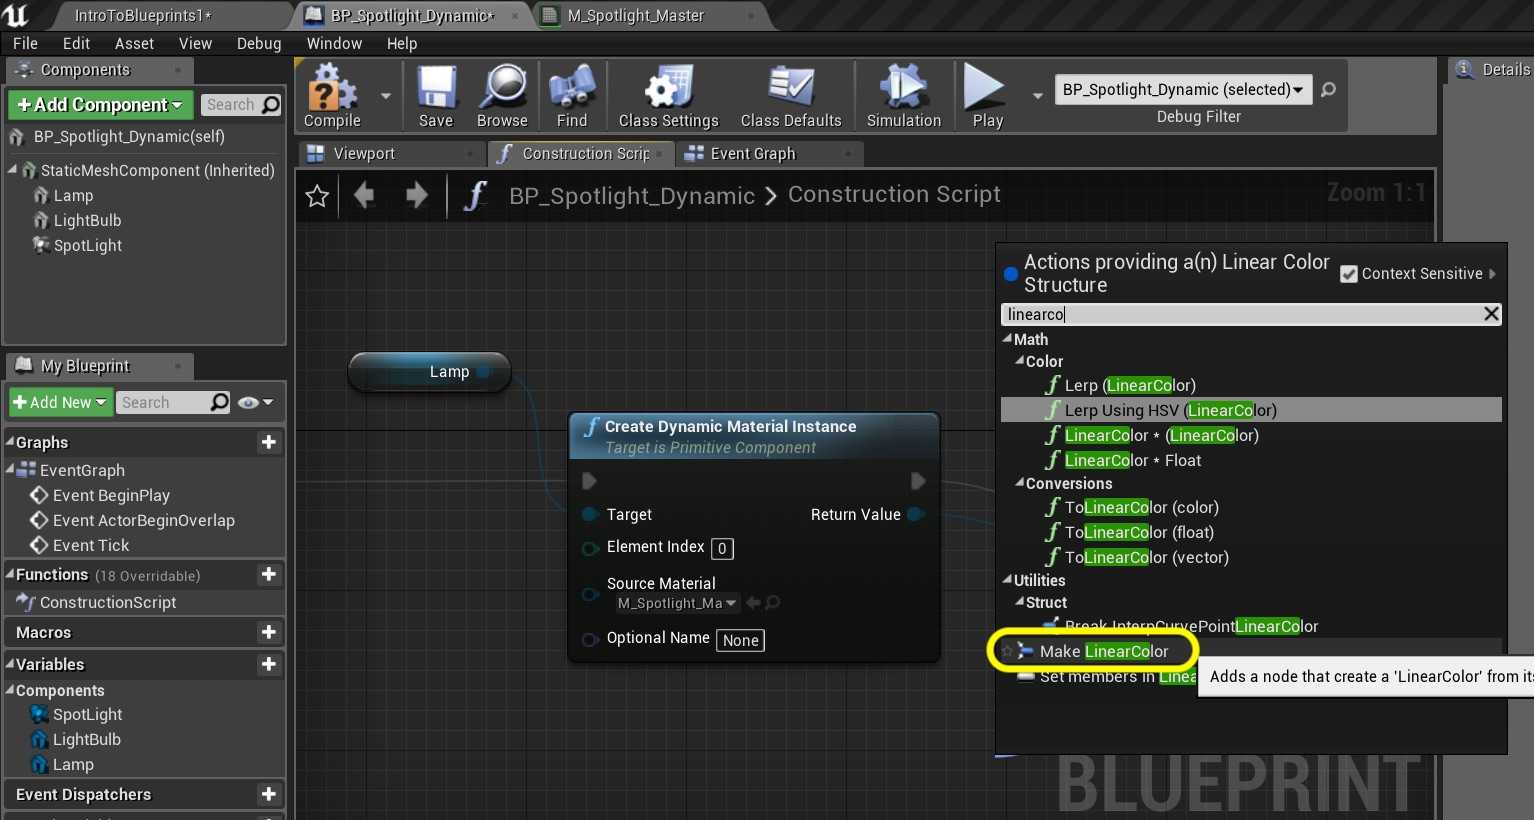 IntroToBlueprints1*
BP_Spotlight_Dynamic*
M_Spotlight_Master
File Edit Asset View Debug Window Help
Components
+Add Component
Search
BP_Spotlight_Dynamic(self)
StaticMeshComponent (Inherited)
Lamp
LightBulb
SpotLight
My Blueprint
+Add New
Search
Graphs
EventGraph
Event BeginPlay
Event ActorBeginOverlap
Event Tick
Functions (18 Overridable)
ConstructionScript
Macros
Variables
Components
SpotLight
LightBulb
Lamp
Event Dispatchers
Compile
Save
Browse
Find
Class Settings
Class Defaults
Simulation
Play
BP_Spotlight_Dynamic (selected)
Debug Filter
Details
Viewport
Construction Scrip
Event Graph
BP_Spotlight_Dynamic > Construction Script
Zoom 1:1
Lamp
Create Dynamic Material Instance
Target is Primitive Component
Target
Return Value
Element Index 0
Source Material
M_Spotlight_Ma
Optional Name None
Actions providing a(n) Linear Color
Structure
Context Sensitive
linearco
Math
Color
Lerp (LinearColor)
Lerp Using HSV (LinearColor)
LinearColor * (LinearColor)
LinearColor * Float
Conversions
ToLinearColor (color)
ToLinearColor (float)
ToLinearColor (vector)
Utilities
Struct
Break InterpCurvePointLinearColor
Make LinearColor
Set members in Linea
Adds a node that create a 'LinearColor' from its
BLUEPRINT